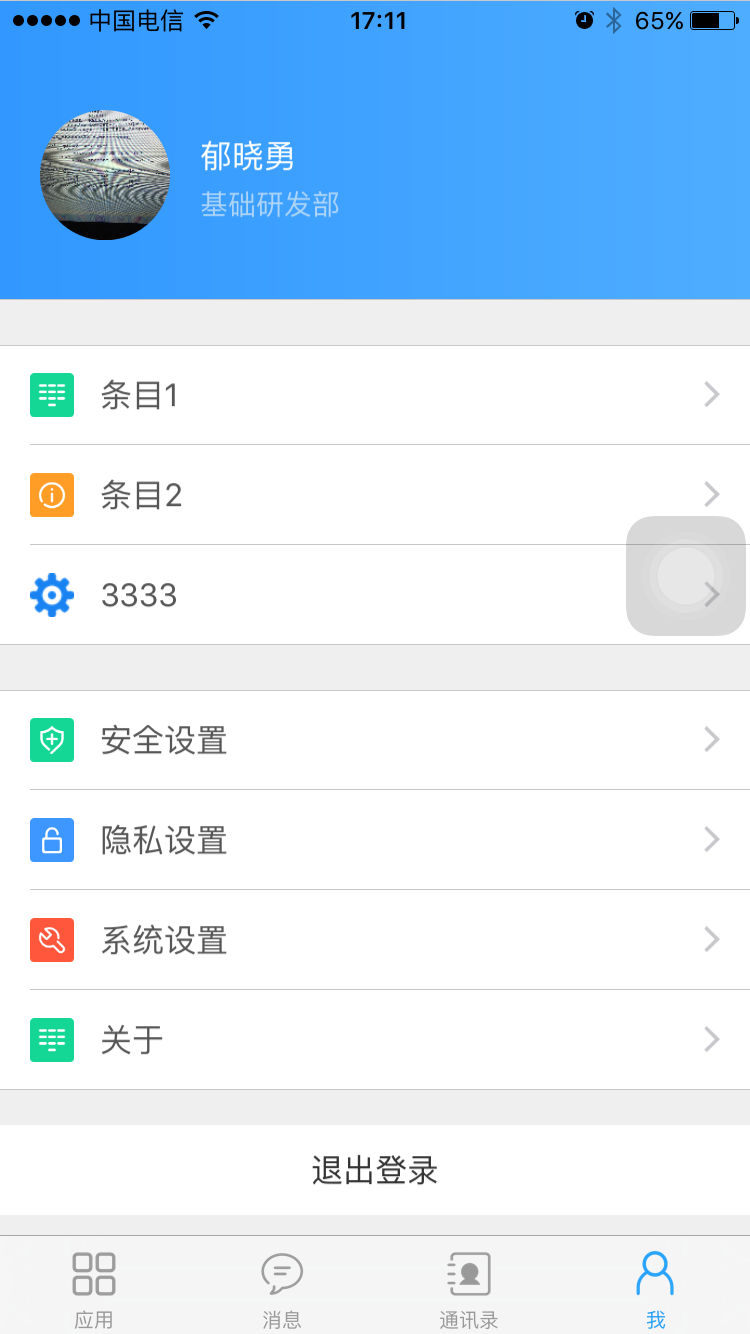 中国电信 17:11 65%
郁晓勇
基础研发部
条目1
条目2
3333
安全设置
隐私设置
系统设置
关于
退出登录
应用 消息 通讯录 我